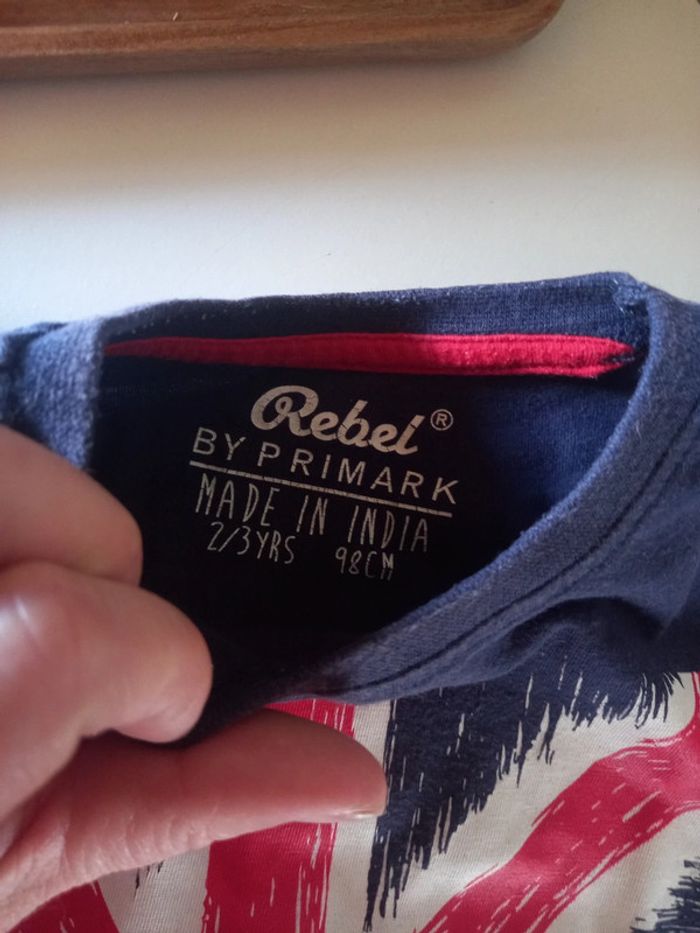 Rebel®
BY PRIMARK
MADE IN INDIA
2/3YRS 98CM